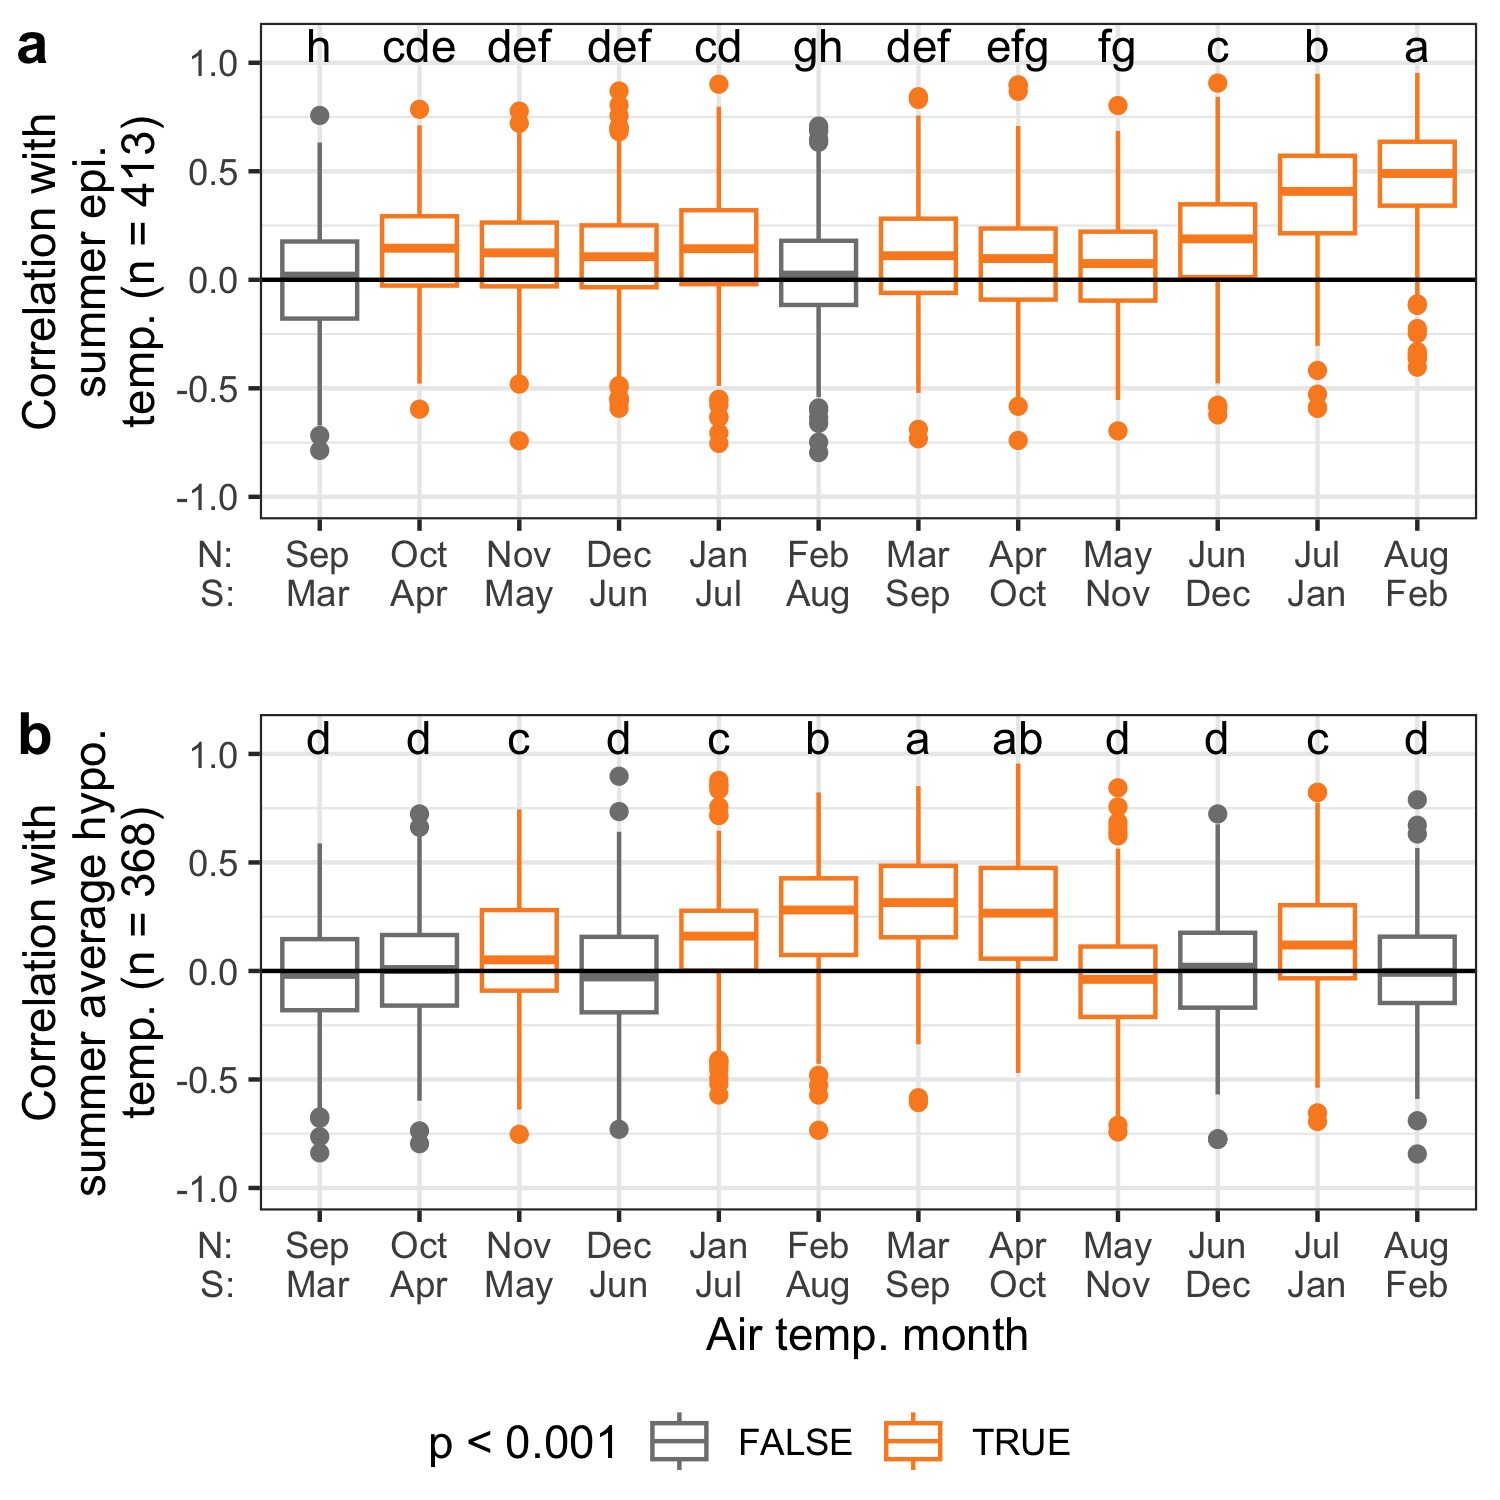 a
Correlation with
summer epi.
temp. (n = 413)
h cde def def cd gh def efg fg c b a
1.0
0.5
0.0
-0.5
-1.0
N: Sep Oct Nov Dec Jan Feb Mar Apr May Jun Jul Aug
S: Mar Apr May Jun Jul Aug Sep Oct Nov Dec Jan Feb
b
Correlation with
summer average hypo.
temp. (n = 368)
d d c d c b a ab d d c d
1.0
0.5
0.0
-0.5
-1.0
N: Sep Oct Nov Dec Jan Feb Mar Apr May Jun Jul Aug
S: Mar Apr May Jun Jul Aug Sep Oct Nov Dec Jan Feb
Air temp. month
p < 0.001 FALSE TRUE